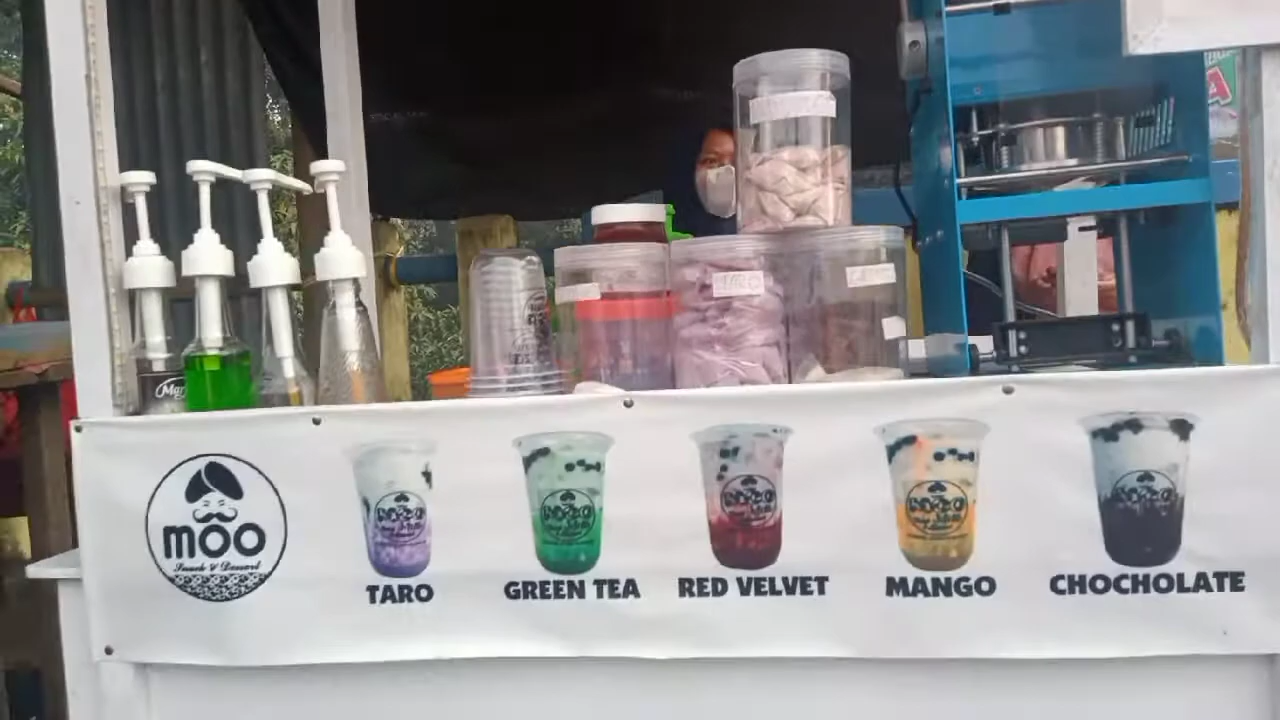 TARO
moo
Snack & Dessert
TARO
GREEN TEA
RED VELVET
MANGO
CHOCHOLATE